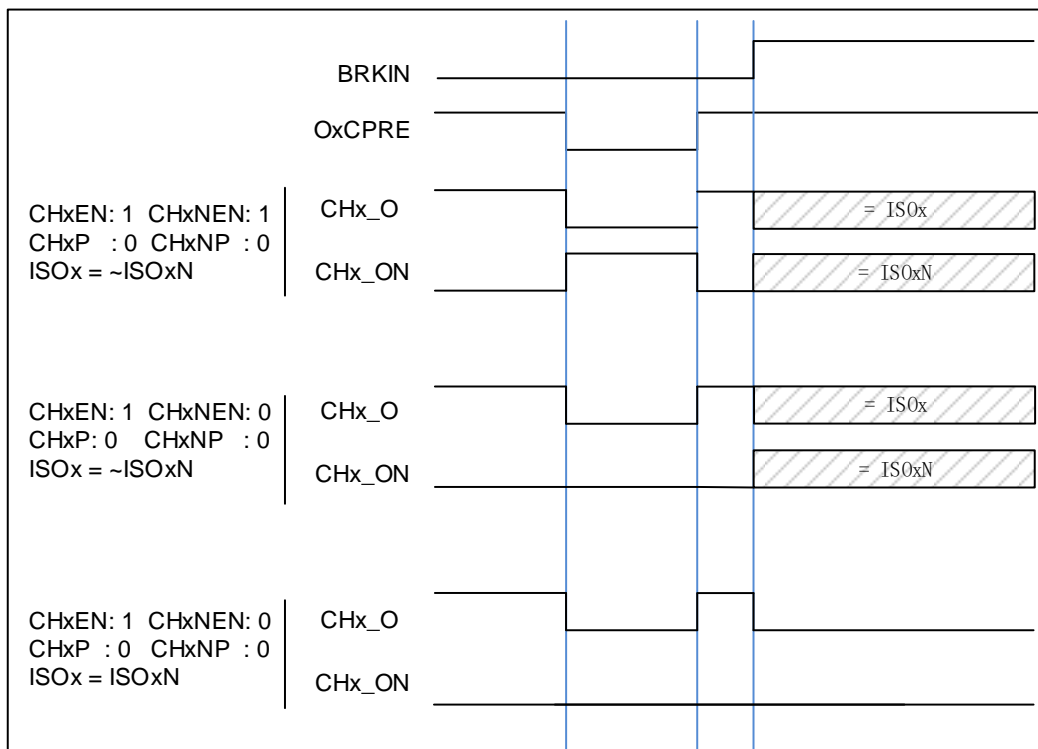 BRKIN
OxCPRE
CHxEN: 1 CHxNEN: 1
CHxP : 0 CHxNP : 0
ISOx = ~ISOxN
CHx_O
= ISOx
CHx_ON
= ISOxN
CHxEN: 1 CHxNEN: 0
CHxP: 0 CHxNP : 0
ISOx = ~ISOxN
CHx_O
= ISOx
CHx_ON
= ISOxN
CHxEN: 1 CHxNEN: 0
CHxP : 0 CHxNP : 0
ISOx = ISOxN
CHx_O
CHx_ON